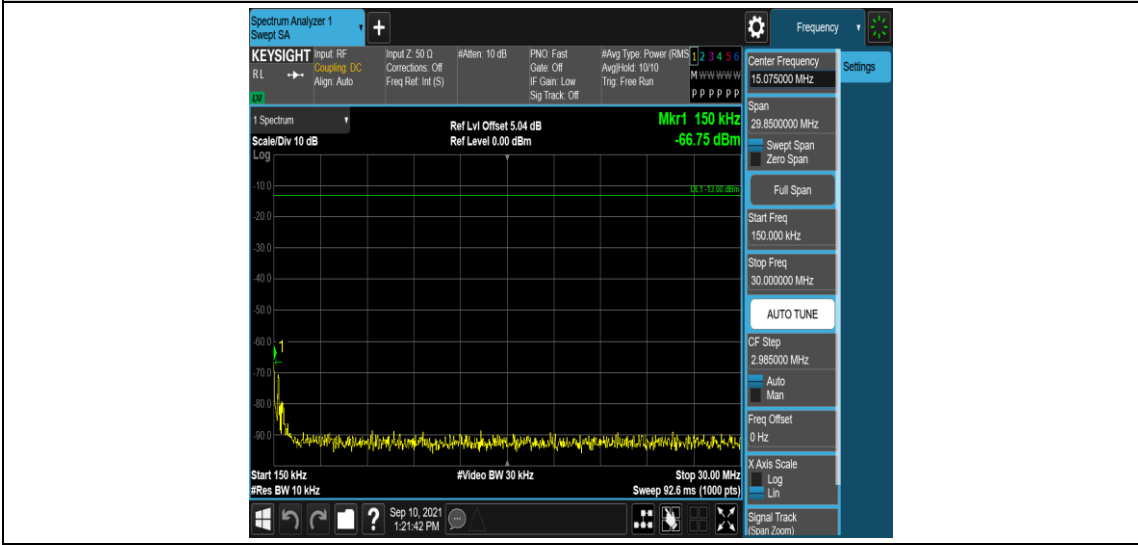 Spectrum Analyzer 1
Swept SA
+
Frequency
KEYSIGHT
Input: RF
Input Z: 50 Ω
#Atten: 10 dB
PNO: Fast
#Avg Type: Power (RMS
1 2 3 4 5 6
RL
Coupling: DC
Corrections: Off
Gate: Off
Avg|Hold: 10/10
M W W W W W
Align: Auto
Freq Ref: Int (S)
IF Gain: Low
Trig: Free Run
Sig Track: Off
P P P P P P
LM
1 Spectrum
Ref Lvl Offset 5.04 dB
Mkr1 150 kHz
Scale/Div 10 dB
Ref Level 0.00 dBm
-66.75 dBm
Log
-10.0
DL1 -13.00 dBm
-20.0
-30.0
-40.0
-50.0
-60.0
1
-70.0
-80.0
-90.0
Start 150 kHz
#Video BW 30 kHz
Stop 30.00 MHz
#Res BW 10 kHz
Sweep 92.6 ms (1000 pts)
?
Sep 10, 2021
1:21:42 PM
Center Frequency
15.075000 MHz
Settings
Span
29.8500000 MHz
Swept Span
Zero Span
Full Span
Start Freq
150.000 kHz
Stop Freq
30.000000 MHz
AUTO TUNE
CF Step
2.985000 MHz
Auto
Man
Freq Offset
0 Hz
X Axis Scale
Log
Lin
Signal Track
(Span Zoom)